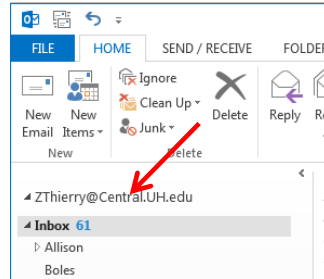 FILE HOME SEND / RECEIVE FOLDE
New Email
New Items
Ignore
Clean Up
Junk
Delete
Reply
New Delete
ZThierry@Central.UH.edu
Inbox 61
Allison
Boles